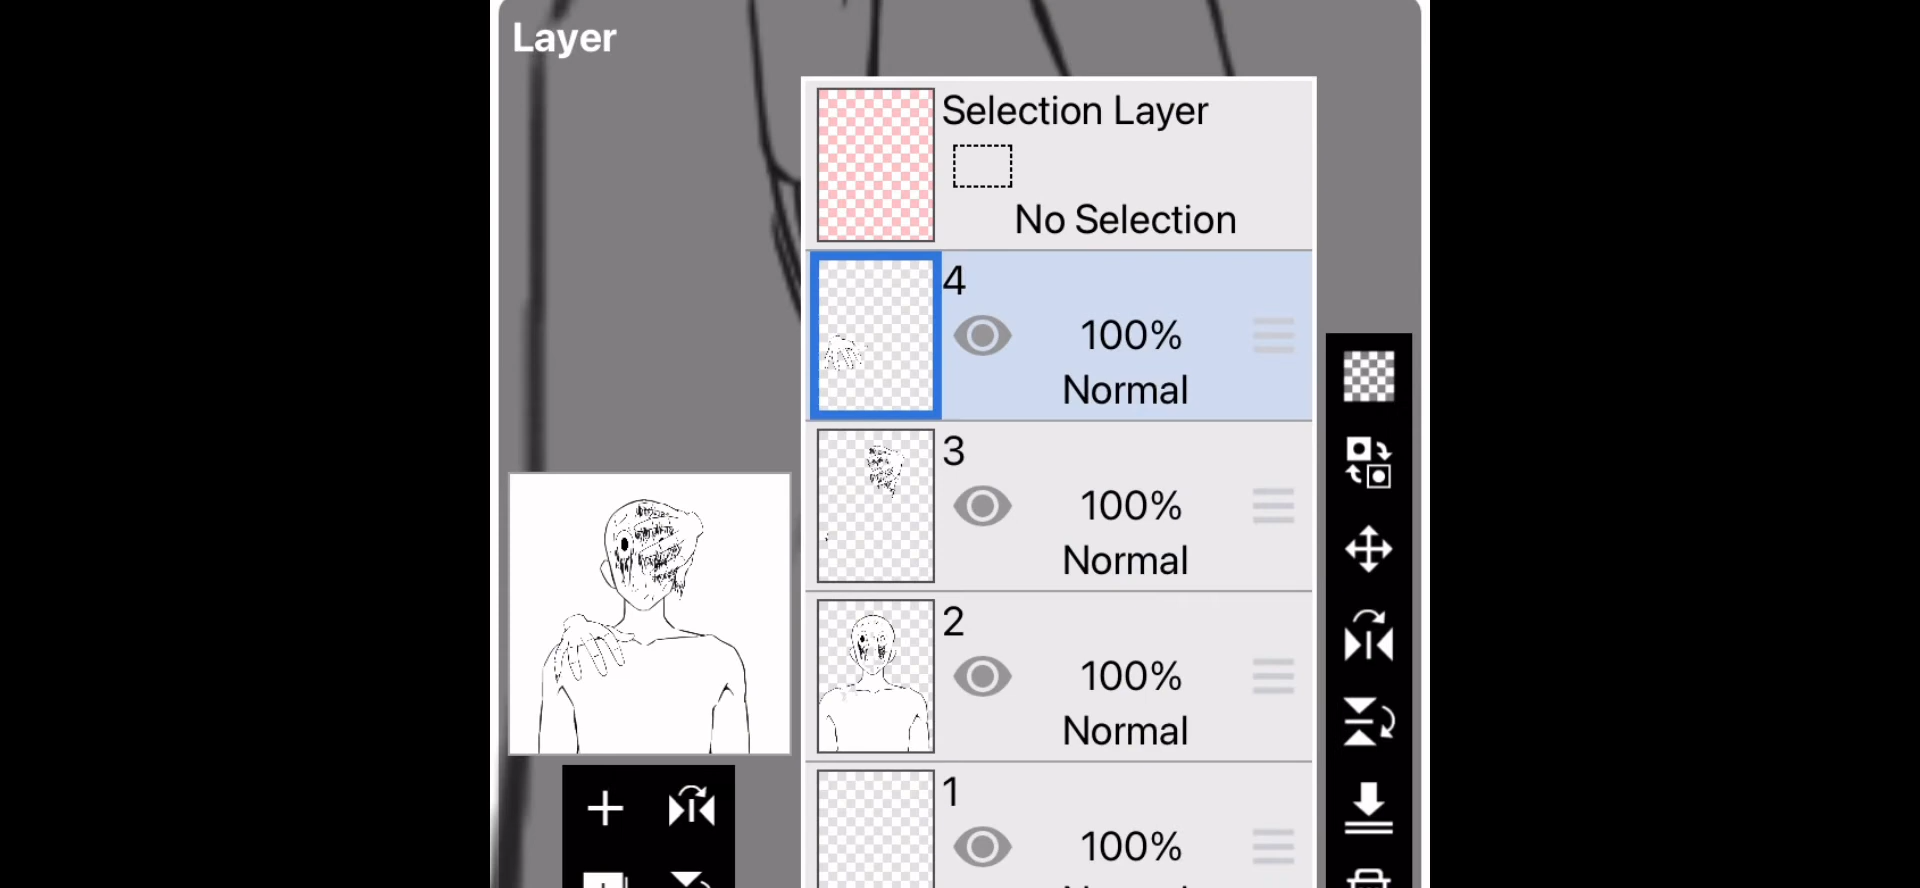 Layer
Selection Layer
No Selection
4
100%
Normal
3
100%
Normal
2
100%
Normal
1
100%